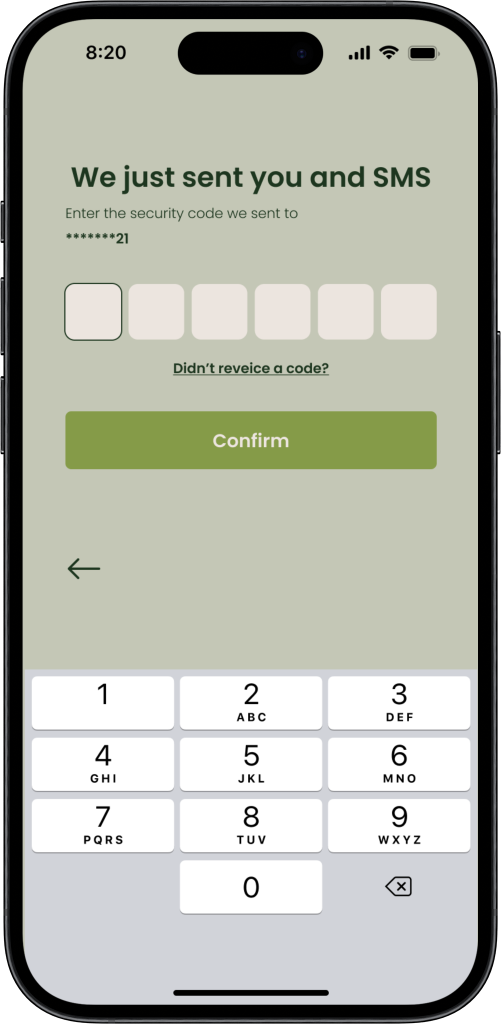 8:20
We just sent you and SMS
Enter the security code we sent to
*******21
Didn’t reveice a code?
Confirm
1
2
ABC
3
DEF
4
GHI
5
JKL
6
MNO
7
PQRS
8
TUV
9
WXYZ
0